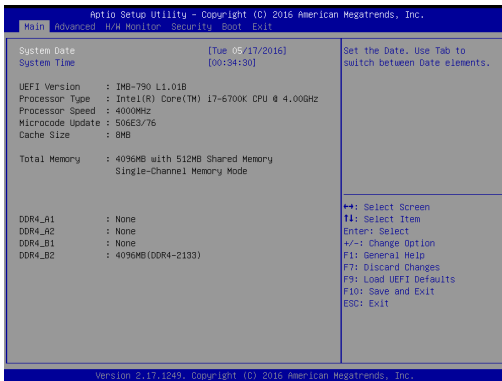 Aptio Setup Utility - Copyright (C) 2016 American Megatrends, Inc.
Main Advanced H/W Monitor Security Boot Exit
System Date [Tue 05/17/2016]
System Time [00:34:30]
UEFI Version : IMB-790 L1.01B
Processor Type : Intel(R) Core(TM) i7-6700K CPU @ 4.00GHz
Processor Speed : 4000MHz
Microcode Update : 506E3/76
Cache Size : 8MB
Total Memory : 4096MB with 512MB Shared Memory
Single-Channel Memory Mode
DDR4_A1 : None
DDR4_A2 : None
DDR4_B1 : None
DDR4_B2 : 4096MB(DDR4-2133)
Set the Date. Use Tab to
switch between Date elements.
↔: Select Screen
↑↓: Select Item
Enter: Select
+/-: Change Option
F1: General Help
F7: Discard Changes
F9: Load UEFI Defaults
F10: Save and Exit
ESC: Exit
Version 2.17.1249. Copyright (C) 2016 American Megatrends, Inc.